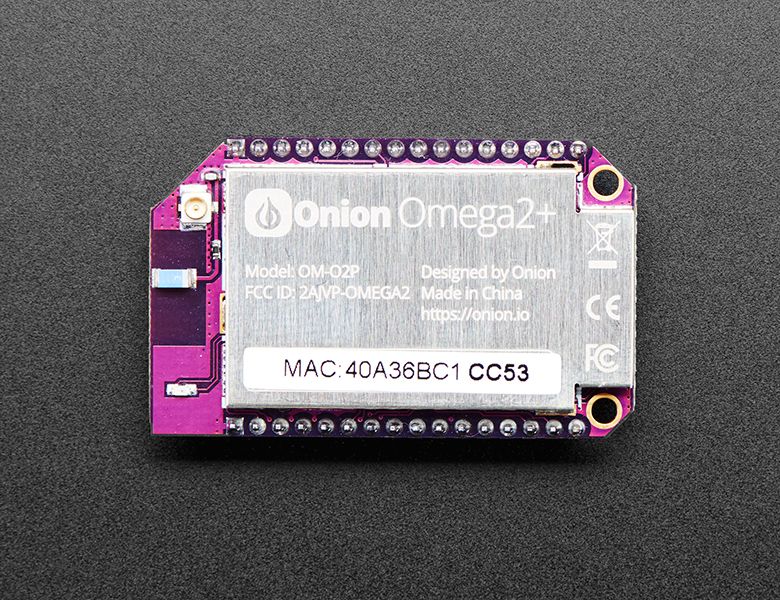 Onion Omega2+
Model: OM-O2P
FCC ID: 2AJVP-OMEGA2
Designed by Onion
Made in China
https://onion.io
CE
FC
MAC:40A36BC1 CC53